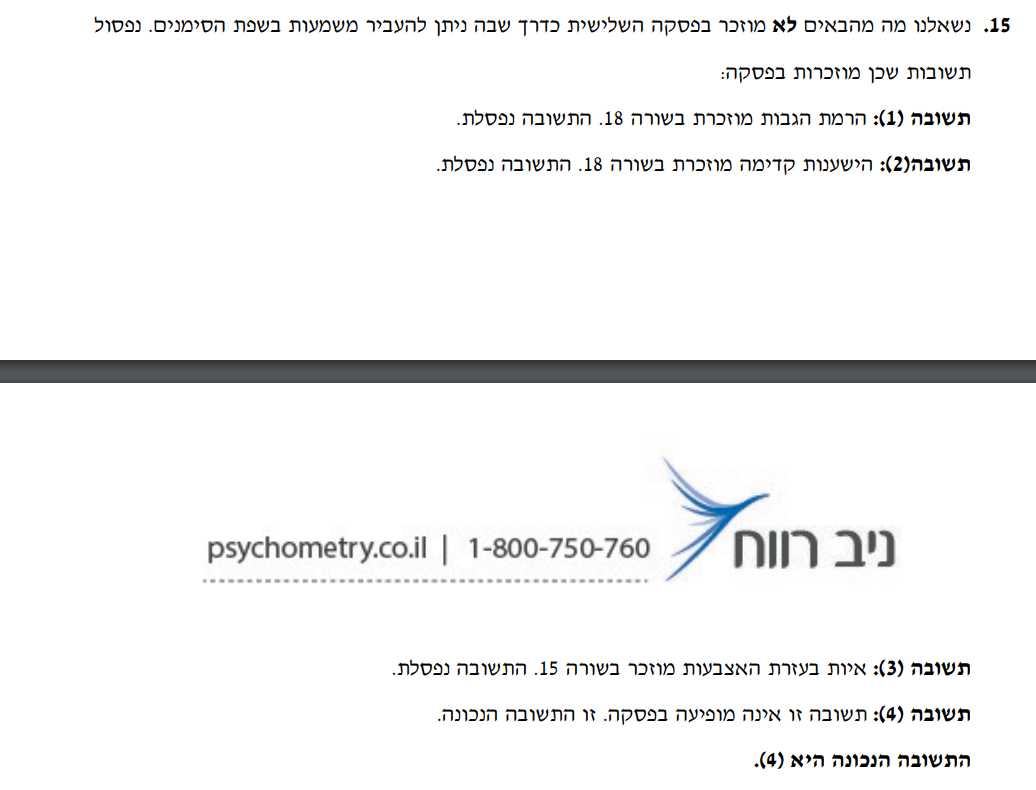 15. נשאלנו מה מהבאים לא מוזכר בפסקה השלישית כדרך שבה ניתן להעביר משמעות בשפת הסימנים. נפסול
תשובות שכן מוזכרות בפסקה:
תשובה (1): הרמת הגבות מוזכרת בשורה 18. התשובה נפסלת.
תשובה(2): הישענות קדימה מוזכרת בשורה 18. התשובה נפסלת.
ניב רווח
psychometry.co.il | 1-800-750-760
תשובה (3): איות בעזרת האצבעות מוזכר בשורה 15. התשובה נפסלת.
תשובה (4): תשובה זו אינה מופיעה בפסקה. זו התשובה הנכונה.
התשובה הנכונה היא (4).